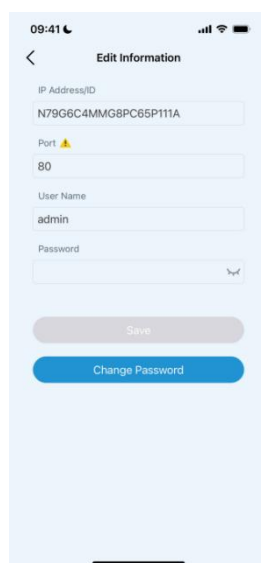 09:41
Edit Information
IP Address/ID
N79G6C4MMG8PC65P111A
Port
80
User Name
admin
Password
Save
Change Password